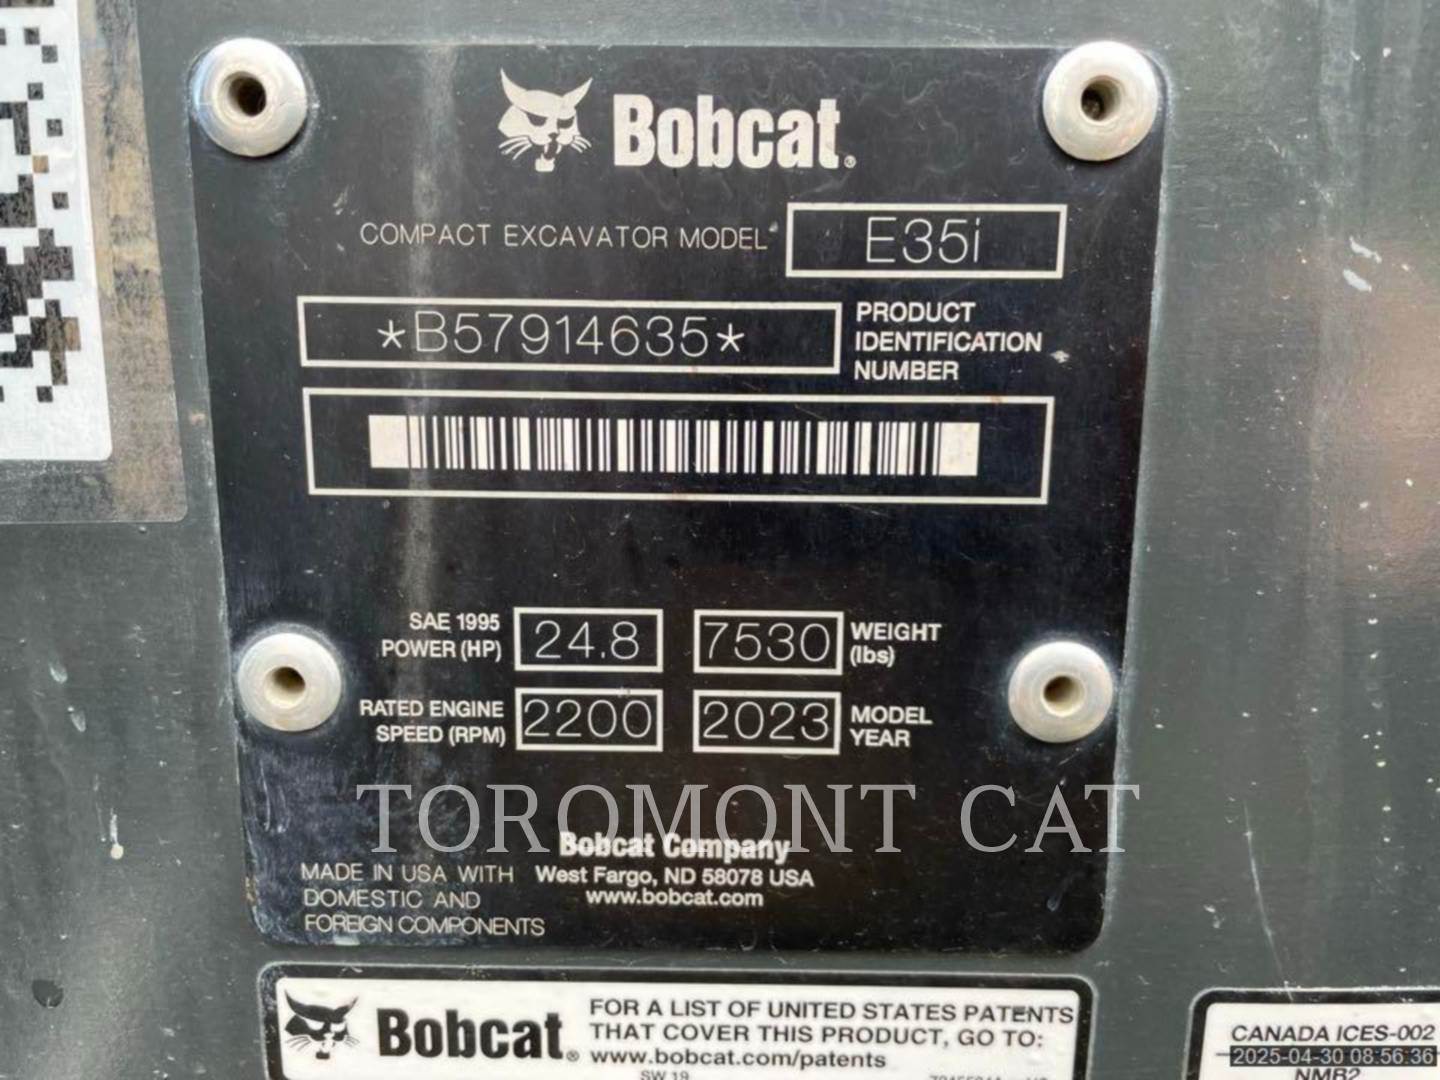 Bobcat®
COMPACT EXCAVATOR MODEL E35i
*B57914635* PRODUCT IDENTIFICATION NUMBER
SAE 1995 POWER (HP) 24.8 7530 WEIGHT (lbs)
RATED ENGINE SPEED (RPM) 2200 2023 MODEL YEAR
TOROMONT CAT
Bobcat Company
West Fargo, ND 58078 USA
www.bobcat.com
MADE IN USA WITH
DOMESTIC AND
FOREIGN COMPONENTS
Bobcat®
FOR A LIST OF UNITED STATES PATENTS
THAT COVER THIS PRODUCT, GO TO:
www.bobcat.com/patents
SW 19
CANADA ICES-002
2025-04-30 08:56:36
NMB2